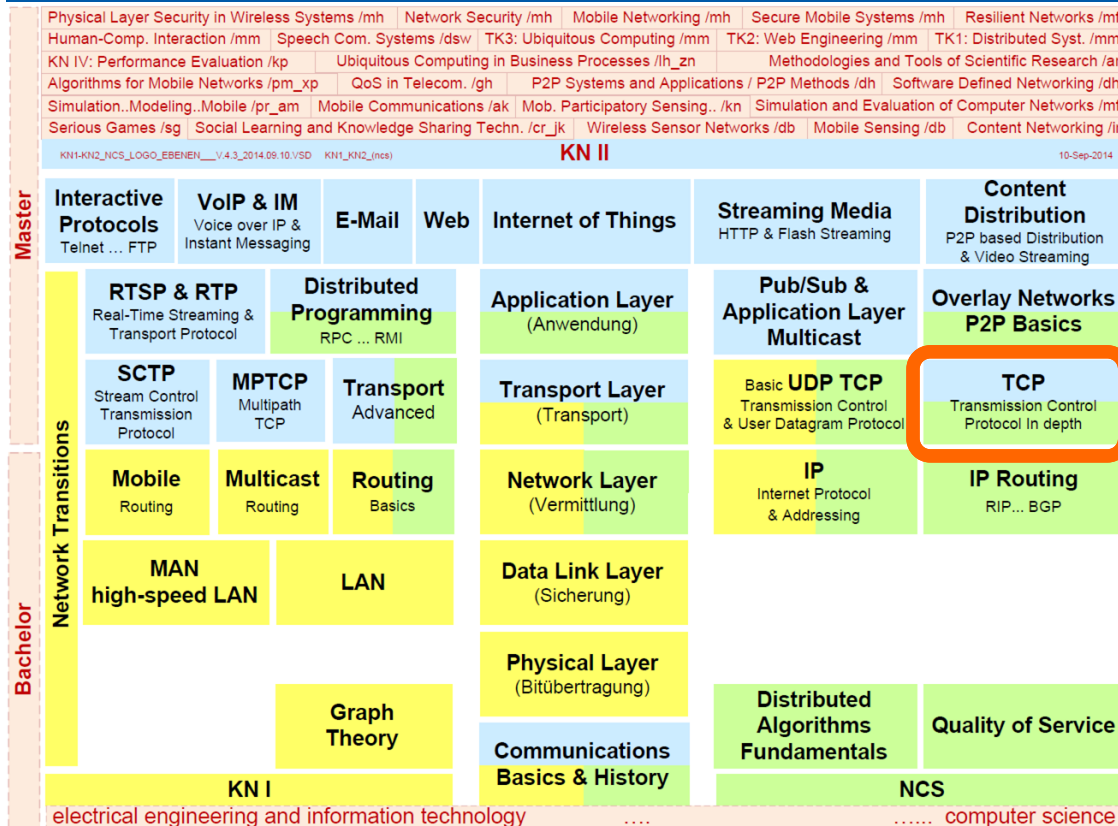 Physical Layer Security in Wireless Systems /mh Network Security /mh Mobile Networking /mh Secure Mobile Systems /mh Resilient Networks /mf
Human-Comp. Interaction /mm Speech Com. Systems /dsw TK3: Ubiquitous Computing /mm TK2: Web Engineering /mm TK1: Distributed Syst. /mm
KN IV: Performance Evaluation /kp Ubiquitous Computing in Business Processes /lh_zn Methodologies and Tools of Scientific Research /ar
Algorithms for Mobile Networks /pm_xp QoS in Telecom. /gh P2P Systems and Applications / P2P Methods /dh Software Defined Networking /dh
Simulation..Modeling..Mobile /pr_am Mobile Communications /ak Mob. Participatory Sensing.. /kn Simulation and Evaluation of Computer Networks /mf
Serious Games /sg Social Learning and Knowledge Sharing Techn. /cr_jk Wireless Sensor Networks /db Mobile Sensing /db Content Networking /ir
KN1-KN2_NCS_LOGO_EBENEN___V.4.3_2014.09.10.VSD KN1_KN2_(ncs) KN II 10-Sep-2014
Master
Interactive
Protocols
Telnet ... FTP
VoIP & IM
Voice over IP &
Instant Messaging
E-Mail
Web
Internet of Things
Streaming Media
HTTP & Flash Streaming
Content
Distribution
P2P based Distribution
& Video Streaming
Network Transitions
RTSP & RTP
Real-Time Streaming &
Transport Protocol
Distributed
Programming
RPC ... RMI
Application Layer
(Anwendung)
Pub/Sub &
Application Layer
Multicast
Overlay Networks
P2P Basics
SCTP
Stream Control
Transmission
Protocol
MPTCP
Multipath
TCP
Transport
Advanced
Transport Layer
(Transport)
Basic UDP TCP
Transmission Control
& User Datagram Protocol
TCP
Transmission Control
Protocol In depth
Bachelor
Mobile
Routing
Multicast
Routing
Routing
Basics
Network Layer
(Vermittlung)
IP
Internet Protocol
& Addressing
IP Routing
RIP... BGP
MAN
high-speed LAN
LAN
Data Link Layer
(Sicherung)
Physical Layer
(Bitübertragung)
Graph
Theory
Communications
Basics & History
Distributed
Algorithms
Fundamentals
Quality of Service
KN I
NCS
electrical engineering and information technology .... ...... computer science